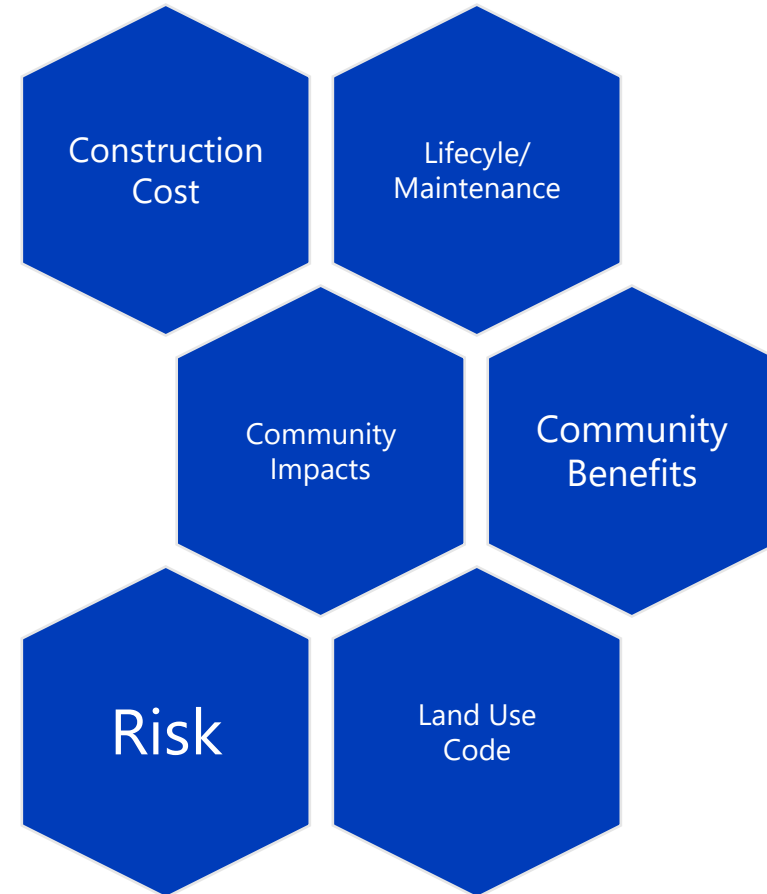 Construction
Cost
Lifecyle/
Maintenance
Community
Impacts
Community
Benefits
Risk
Land Use
Code